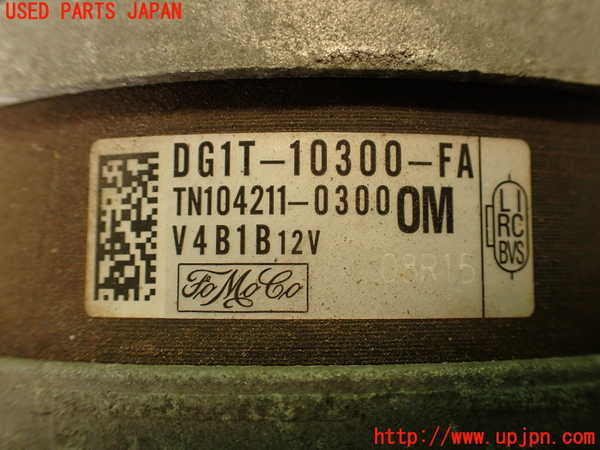 USED PARTS JAPAN
DG1T-10300-FA
TN104211-0300 OM
V4B1B 12V
FoMoCo
C8R15
LI
RC
BVS
http://www.upjpn.com